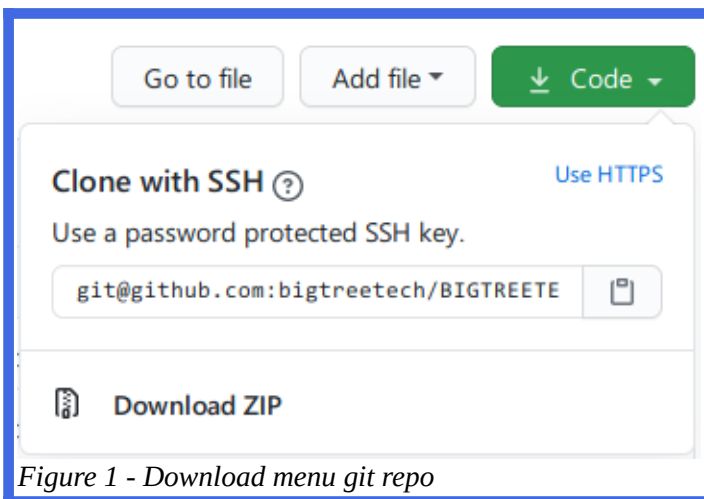 Go to file
Add file
Code
Clone with SSH ?
Use HTTPS
Use a password protected SSH key.
git@github.com:bigtreetech/BIGTREETE
Download ZIP
Figure 1 - Download menu git repo